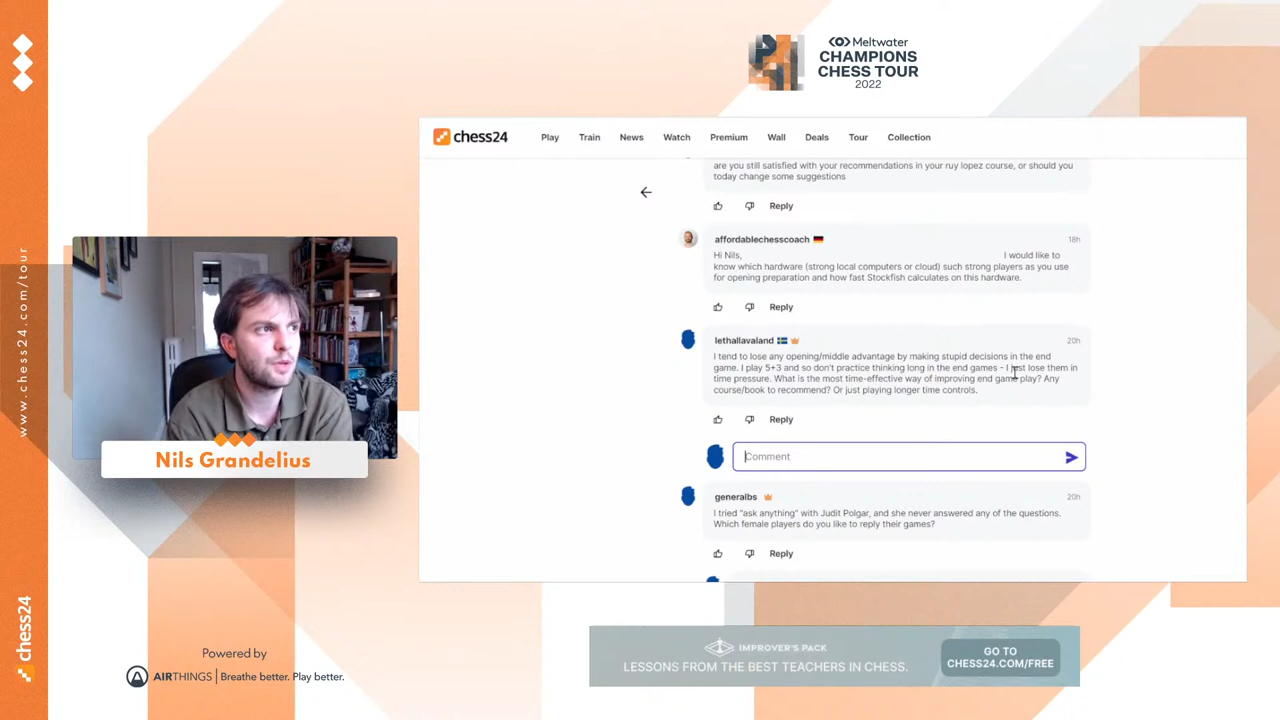 www.chess24.com/tour
chess24
Meltwater
CHAMPIONS
CHESS TOUR
2022
chess24
Play Train News Watch Premium Wall Deals Tour Collection
are you still satisfied with your recommendations in your ruy lopez course, or should you
today change some suggestions
Reply
affordablechesscoach 18h
Hi Nils, I would like to
know which hardware (strong local computers or cloud) such strong players as you use
for opening preparation and how fast Stockfish calculates on this hardware.
Reply
lethallavaland 20h
I tend to lose any opening/middle advantage by making stupid decisions in the end
game. I play 5+3 and so don't practice thinking long in the end games - I just lose them in
time pressure. What is the most time-effective way of improving end game play? Any
course/book to recommend? Or just playing longer time controls.
Reply
Comment
generalbs 20h
I tried "ask anything" with Judit Polgar, and she never answered any of the questions.
Which female players do you like to reply their games?
Reply
Nils Grandelius
Powered by
AIRTHINGS | Breathe better. Play better.
IMPROVER'S PACK
LESSONS FROM THE BEST TEACHERS IN CHESS.
GO TO
CHESS24.COM/FREE